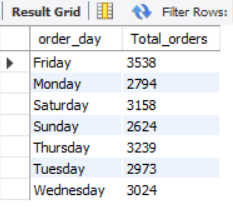 Result Grid Filter Rows:
order_day Total_orders
Friday 3538
Monday 2794
Saturday 3158
Sunday 2624
Thursday 3239
Tuesday 2973
Wednesday 3024